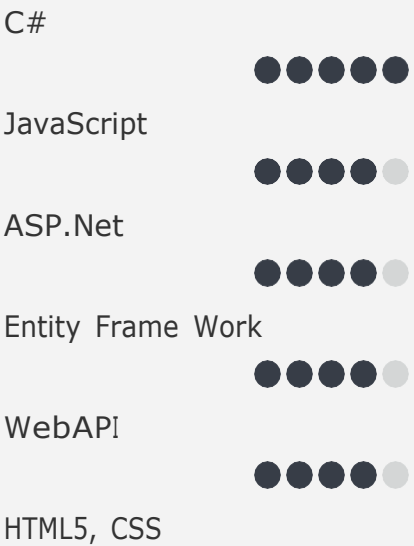 C#
JavaScript
ASP.Net
Entity Frame Work
WebAPI
HTML5, CSS